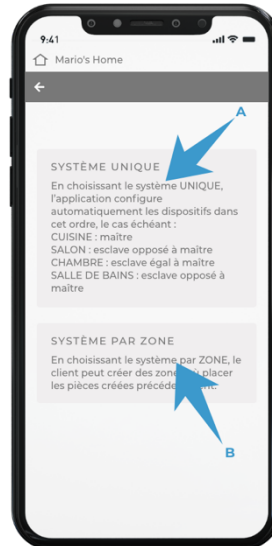 9:41
Mario's Home
A
SYSTÈME UNIQUE
En choisissant le système UNIQUE,
l'application configure
automatiquement les dispositifs dans
cet ordre, le cas échéant :
CUISINE : maître
SALON : esclave opposé à maître
CHAMBRE : esclave égal à maître
SALLE DE BAINS : esclave opposé à
maître
SYSTÈME PAR ZONE
En choisissant le système par ZONE, le
client peut créer des placer
les pièces créées
B